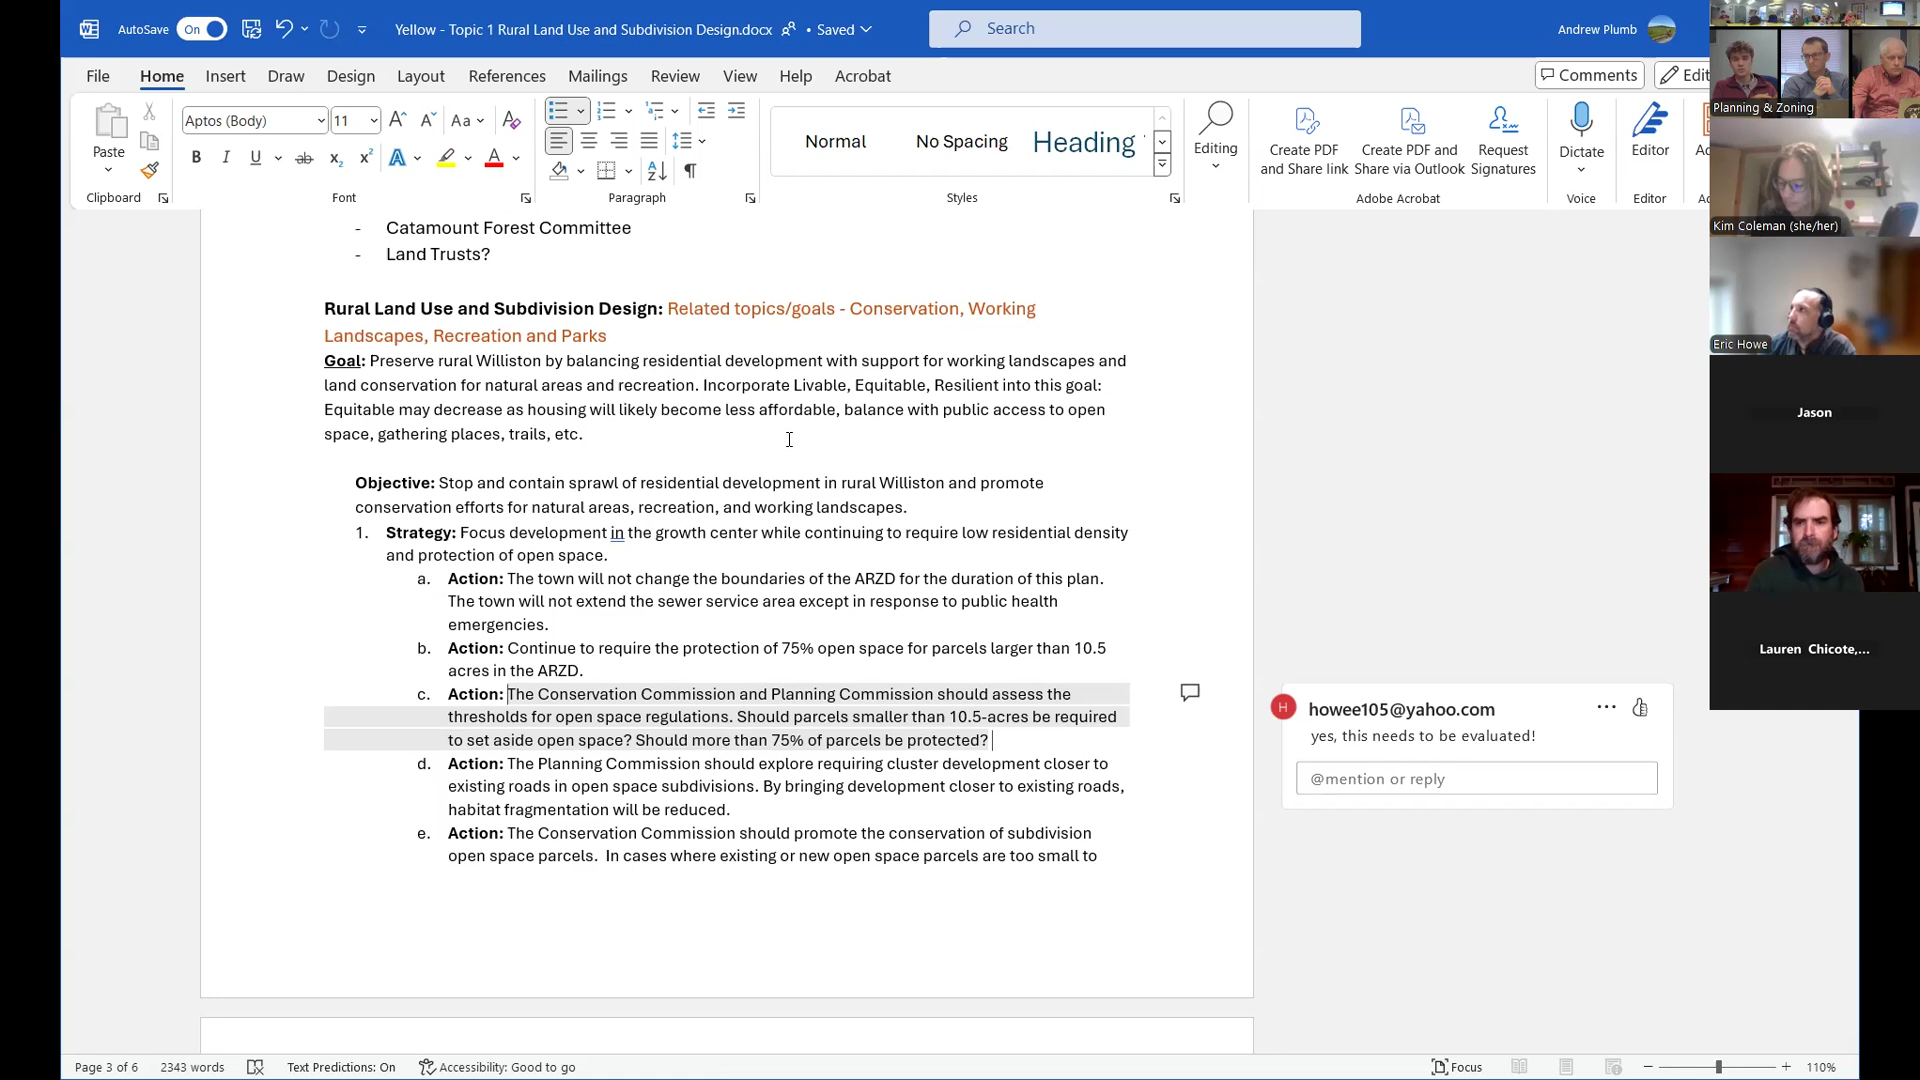 AutoSave
On
Yellow - Topic 1 Rural Land Use and Subdivision Design.docx
• Saved
Search
Andrew Plumb
File
Home
Insert
Draw
Design
Layout
References
Mailings
Review
View
Help
Acrobat
Comments
Paste
Clipboard
Aptos (Body)
11
Font
Paragraph
Normal
No Spacing
Heading
Styles
Editing
Create PDF
and Share link
Create PDF and
Share via Outlook
Request
Signatures
Adobe Acrobat
Dictate
Voice
Editor
Editor
- Catamount Forest Committee
- Land Trusts?
Rural Land Use and Subdivision Design: Related topics/goals - Conservation, Working
Landscapes, Recreation and Parks
Goal: Preserve rural Williston by balancing residential development with support for working landscapes and
land conservation for natural areas and recreation. Incorporate Livable, Equitable, Resilient into this goal:
Equitable may decrease as housing will likely become less affordable, balance with public access to open
space, gathering places, trails, etc.
Objective: Stop and contain sprawl of residential development in rural Williston and promote
conservation efforts for natural areas, recreation, and working landscapes.
1. Strategy: Focus development in the growth center while continuing to require low residential density
and protection of open space.
a. Action: The town will not change the boundaries of the ARZD for the duration of this plan.
The town will not extend the sewer service area except in response to public health
emergencies.
b. Action: Continue to require the protection of 75% open space for parcels larger than 10.5
acres in the ARZD.
c. Action: The Conservation Commission and Planning Commission should assess the
thresholds for open space regulations. Should parcels smaller than 10.5-acres be required
to set aside open space? Should more than 75% of parcels be protected?
d. Action: The Planning Commission should explore requiring cluster development closer to
existing roads in open space subdivisions. By bringing development closer to existing roads,
habitat fragmentation will be reduced.
e. Action: The Conservation Commission should promote the conservation of subdivision
open space parcels. In cases where existing or new open space parcels are too small to
H
howee105@yahoo.com
yes, this needs to be evaluated!
@mention or reply
Planning & Zoning
Kim Coleman (she/her)
Eric Howe
Jason
Lauren Chicote,...
Page 3 of 6
2343 words
Text Predictions: On
Accessibility: Good to go
Focus
110%